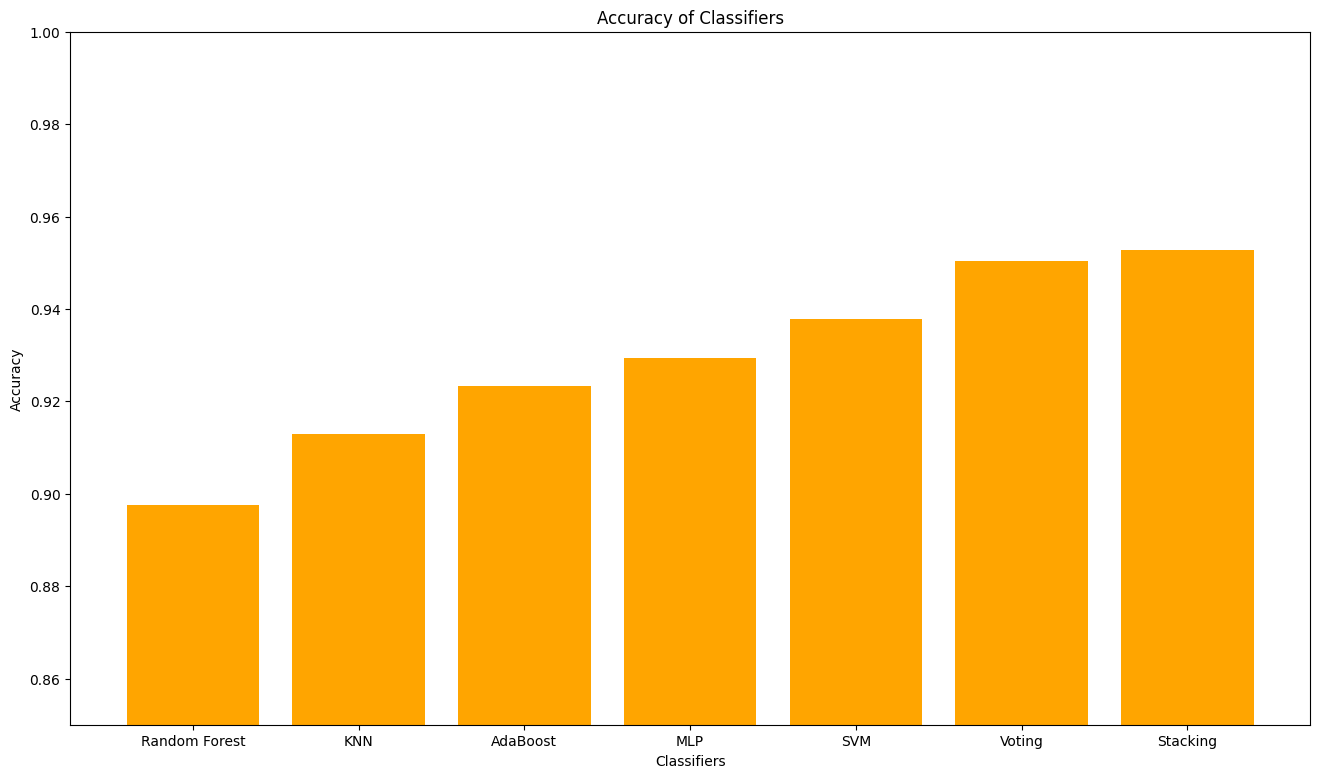 Accuracy of Classifiers
1.00
0.98
0.96
0.94
0.92
0.90
0.88
0.86
Accuracy
Random Forest KNN AdaBoost MLP SVM Voting Stacking
Classifiers